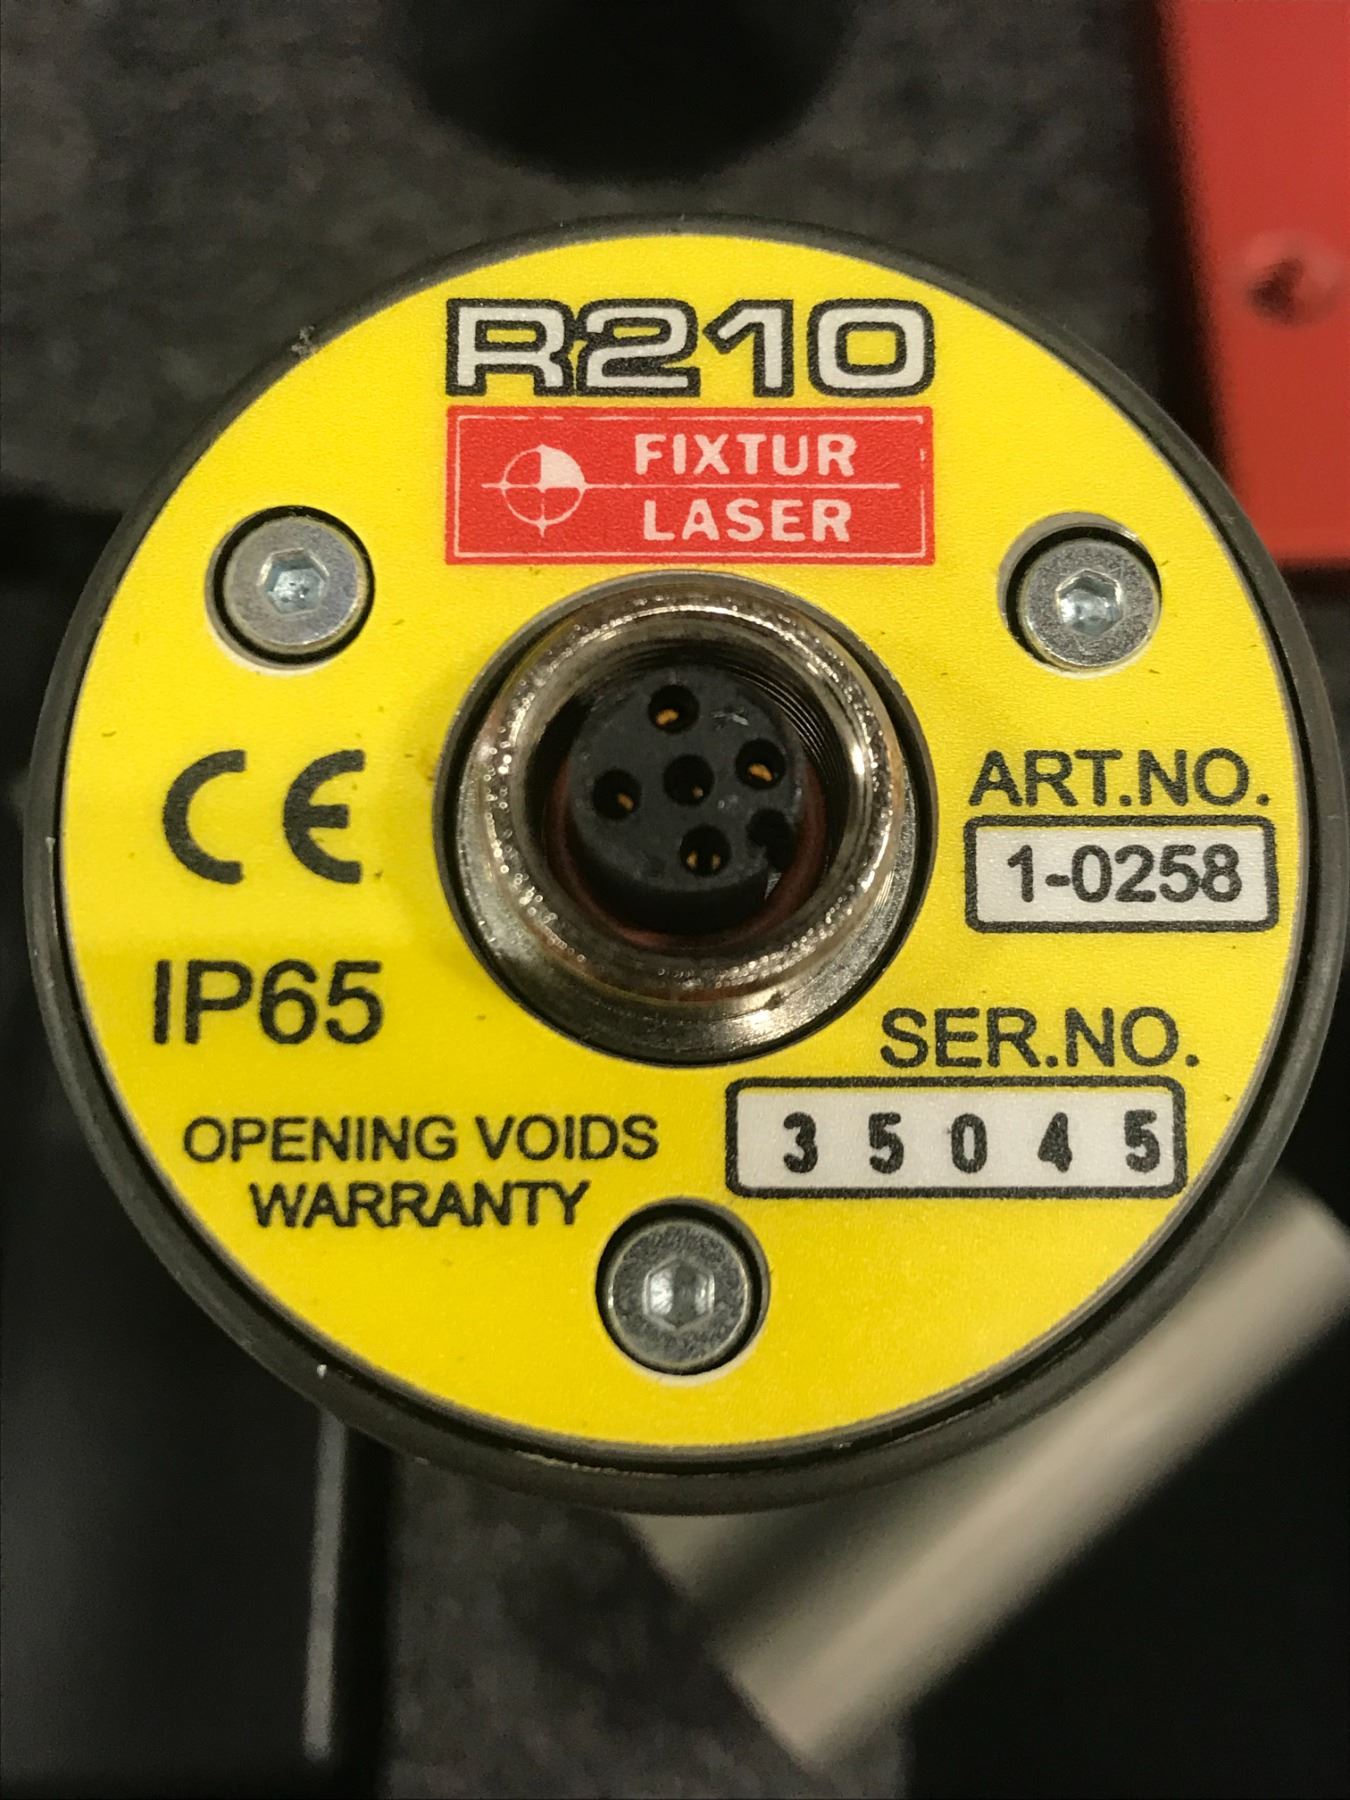 R210
FIXTUR
LASER
CE
ART.NO.
1-0258
IP65
SER.NO.
35045
OPENING VOIDS
WARRANTY